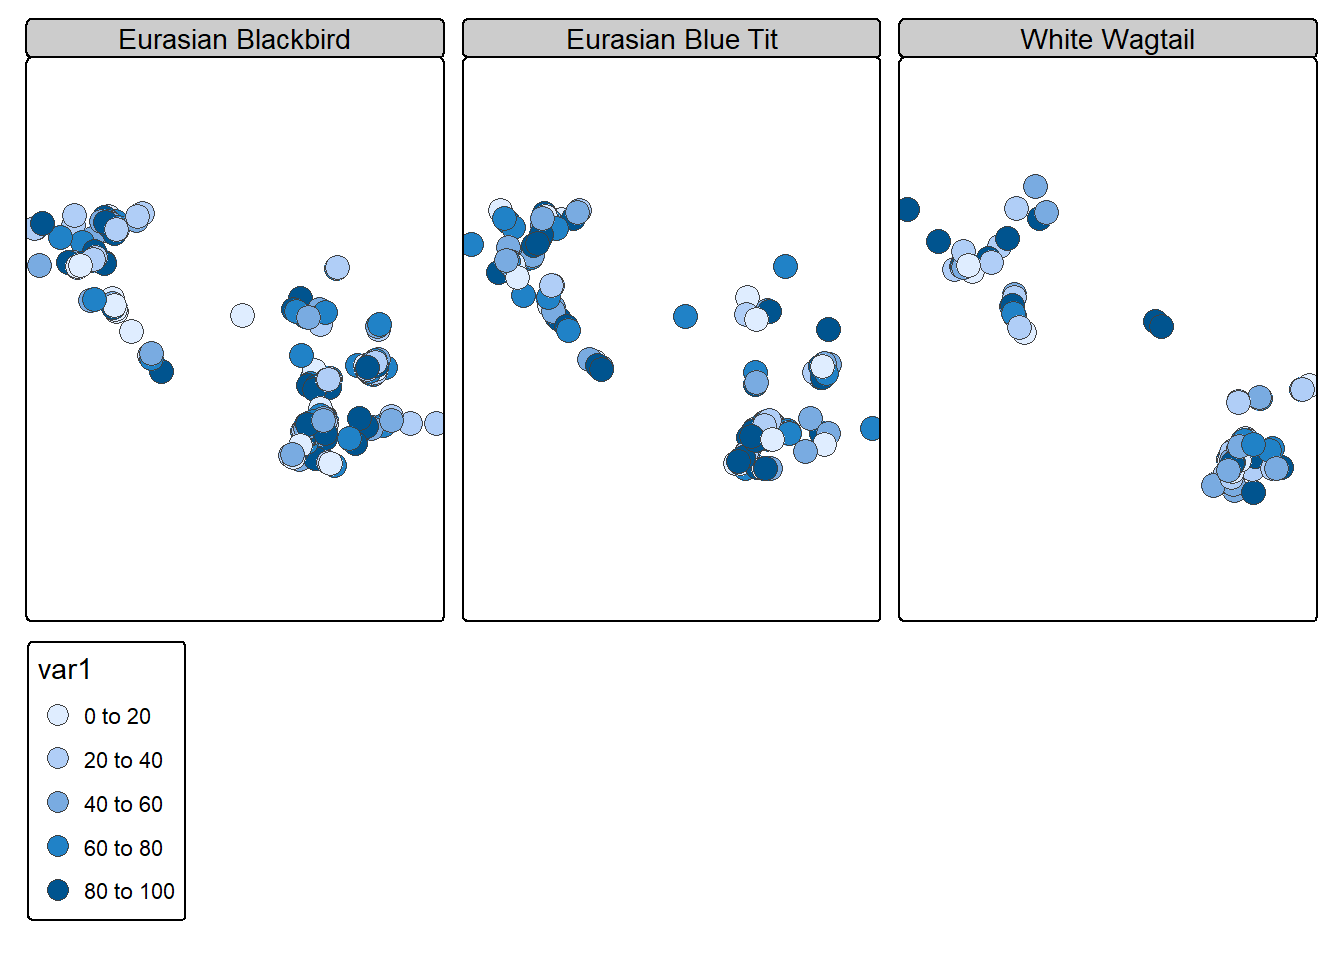 Eurasian Blackbird
Eurasian Blue Tit
White Wagtail
var1
0 to 20
20 to 40
40 to 60
60 to 80
80 to 100